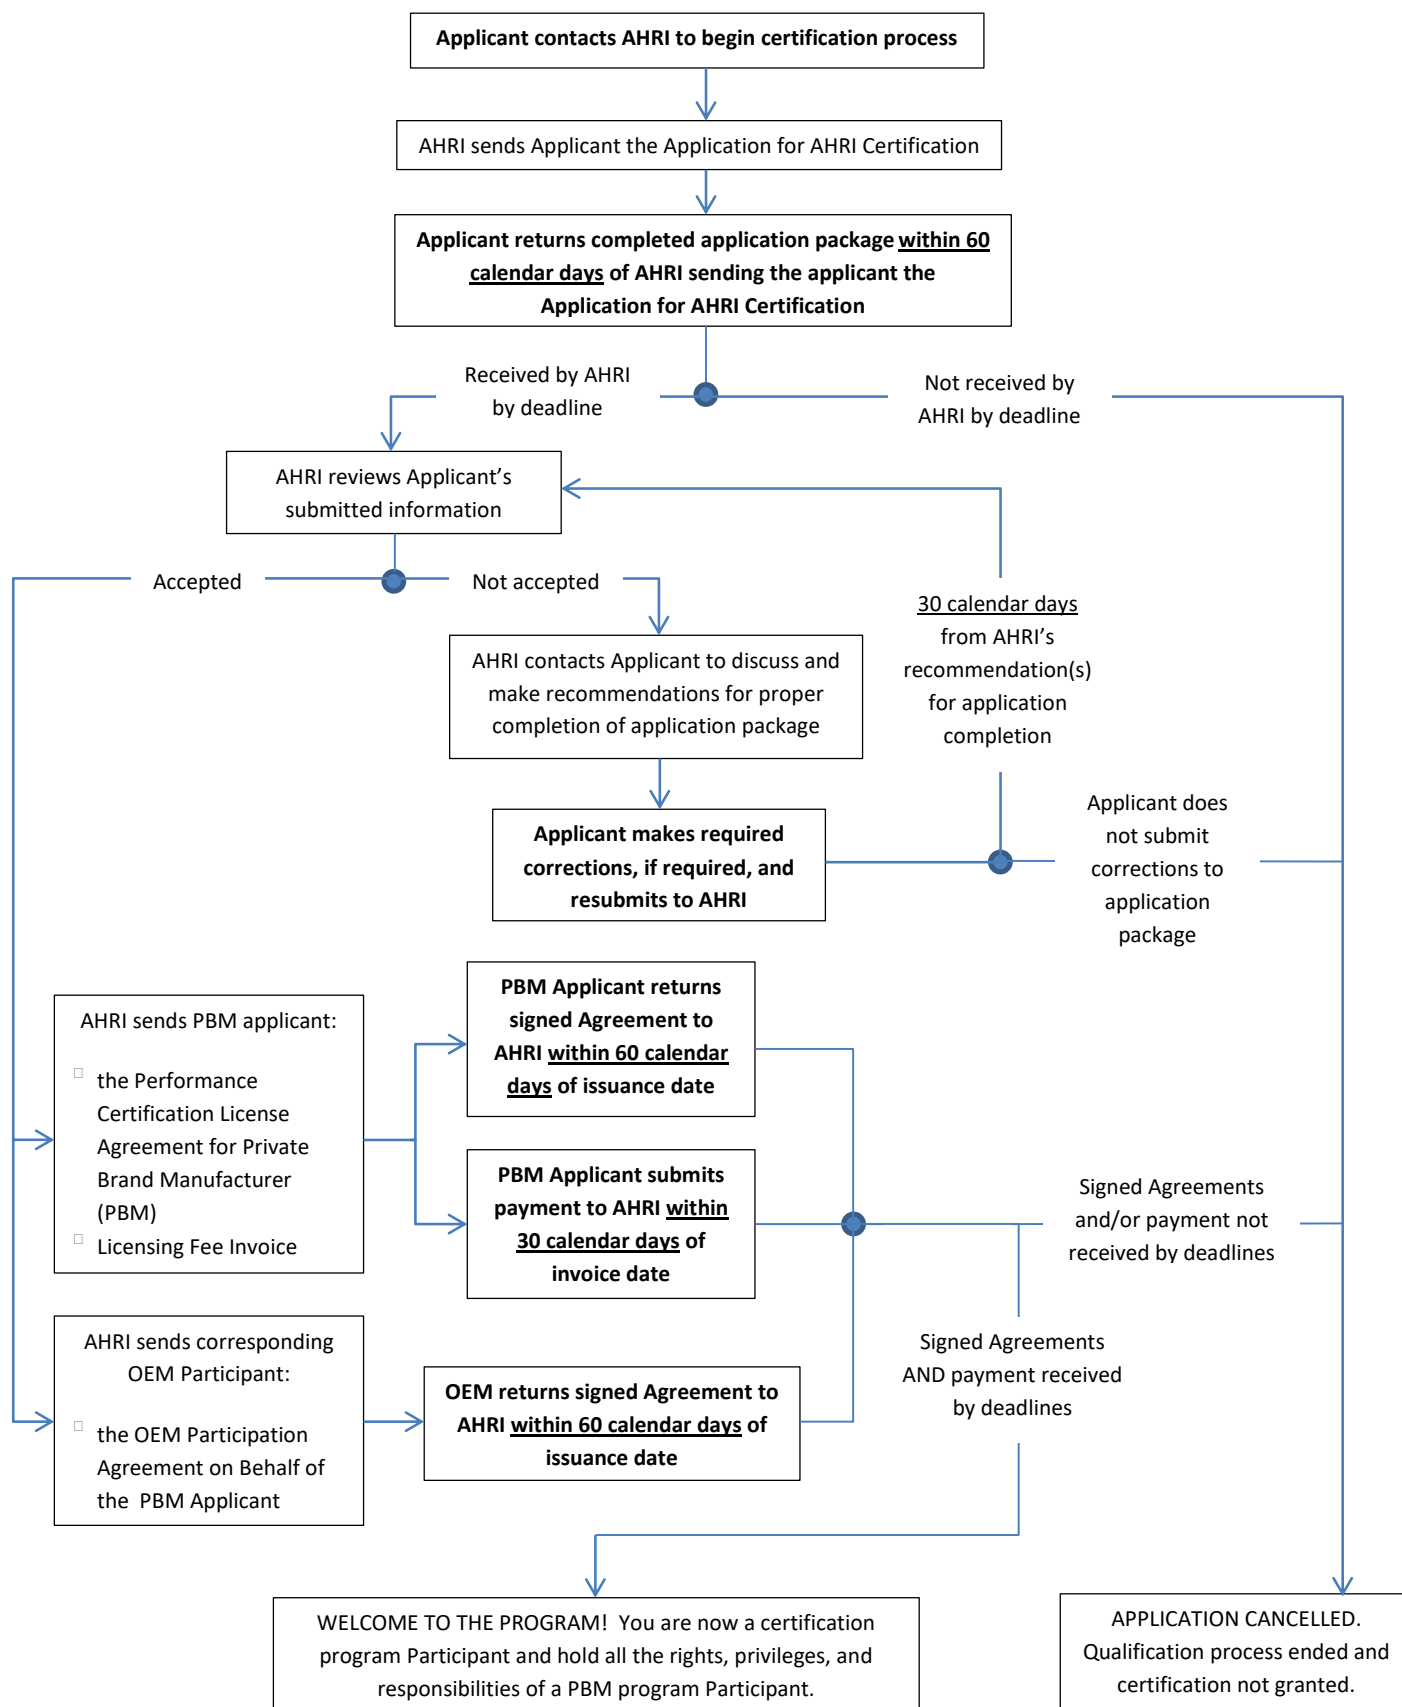 Applicant contacts AHRI to begin certification process
AHRI sends Applicant the Application for AHRI Certification
Applicant returns completed application package within 60
calendar days of AHRI sending the applicant the
Application for AHRI Certification
Received by AHRI
by deadline
Not received by
AHRI by deadline
AHRI reviews Applicant’s
submitted information
Accepted
Not accepted
30 calendar days
from AHRI’s
recommendation(s)
for application
completion
AHRI contacts Applicant to discuss and
make recommendations for proper
completion of application package
Applicant makes required
corrections, if required, and
resubmits to AHRI
Applicant does
not submit
corrections to
application
package
AHRI sends PBM applicant:
the Performance
Certification License
Agreement for Private
Brand Manufacturer
(PBM)
Licensing Fee Invoice
PBM Applicant returns
signed Agreement to
AHRI within 60 calendar
days of issuance date
PBM Applicant submits
payment to AHRI within
30 calendar days of
invoice date
Signed Agreements
and/or payment not
received by deadlines
AHRI sends corresponding
OEM Participant:
the OEM Participation
Agreement on Behalf of
the  PBM Applicant
OEM returns signed Agreement to
AHRI within 60 calendar days of
issuance date
Signed Agreements
AND payment received
by deadlines
WELCOME TO THE PROGRAM!  You are now a certification
program Participant and hold all the rights, privileges, and
responsibilities of a PBM program Participant.
APPLICATION CANCELLED.
Qualification process ended and
certification not granted.